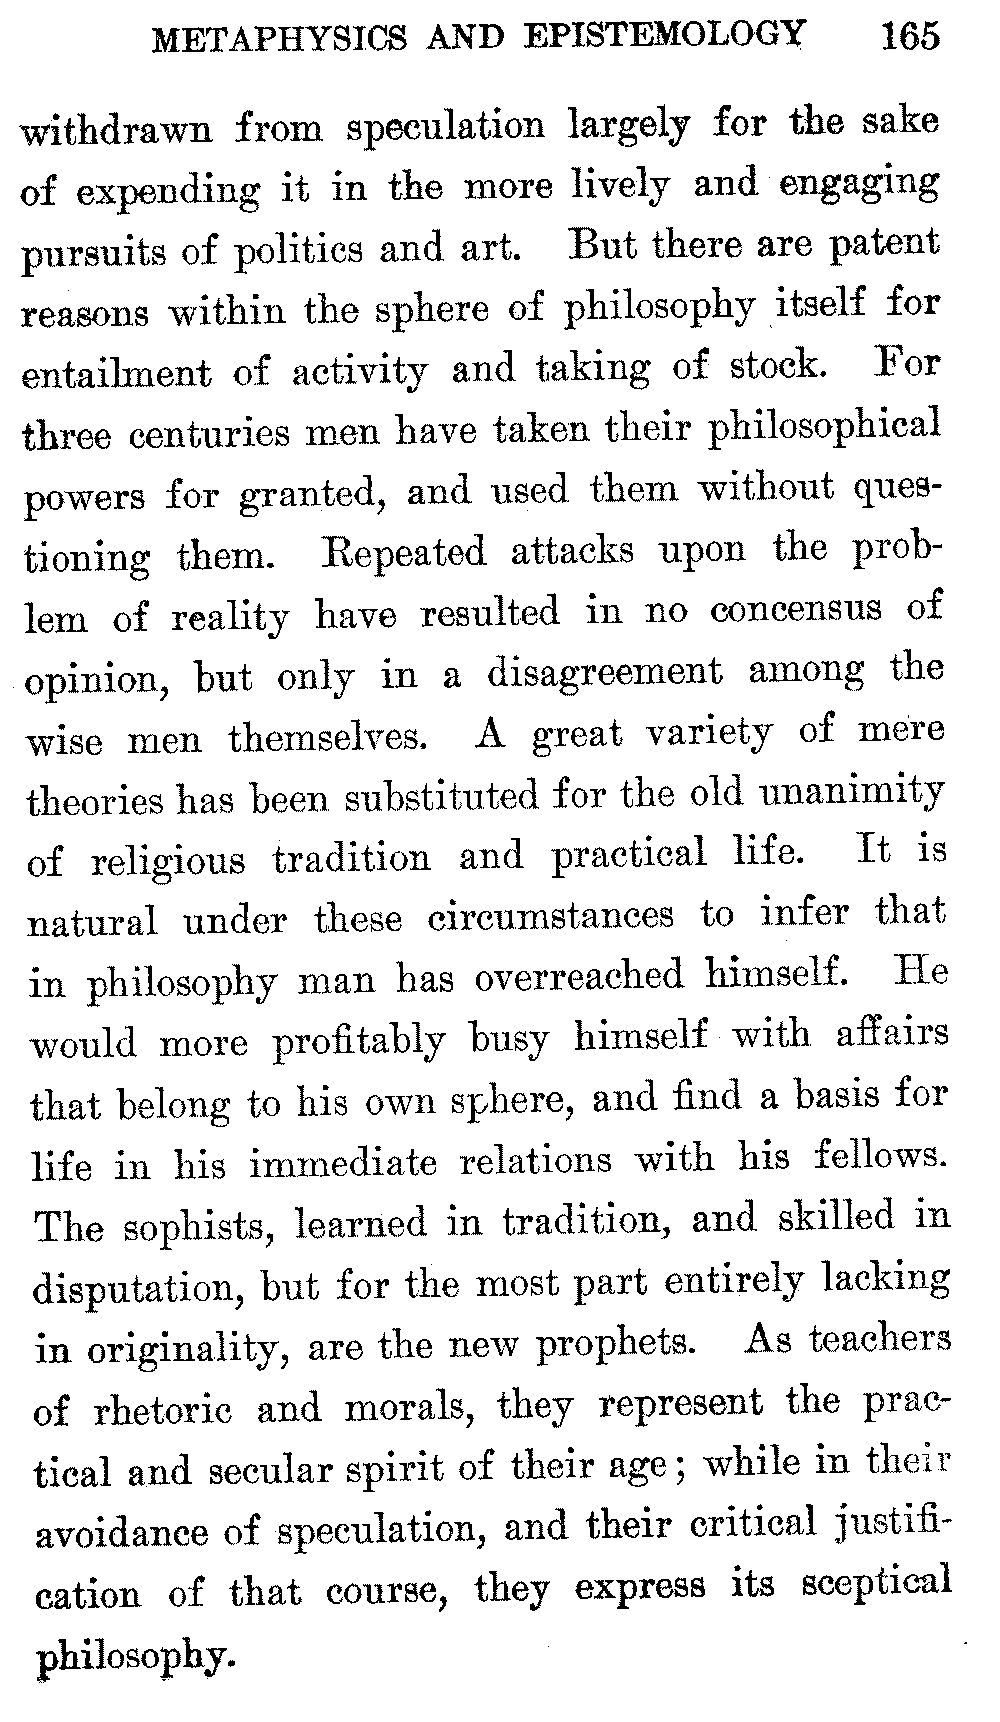 METAPHYSICS AND EPISTEMOLOGY 165
withdrawn from speculation largely for the sake
of expending it in the more lively and engaging
pursuits of politics and art. But there are patent
reasons within the sphere of philosophy itself for
entailment of activity and taking of stock. For
three centuries men have taken their philosophical
powers for granted, and used them without ques-
tioning them. Repeated attacks upon the prob-
lem of reality have resulted in no concensus of
opinion, but only in a disagreement among the
wise men themselves. A great variety of mere
theories has been substituted for the old unanimity
of religious tradition and practical life. It is
natural under these circumstances to infer that
in philosophy man has overreached himself. He
would more profitably busy himself with affairs
that belong to his own sphere, and find a basis for
life in his immediate relations with his fellows.
The sophists, learned in tradition, and skilled in
disputation, but for the most part entirely lacking
in originality, are the new prophets. As teachers
of rhetoric and morals, they represent the prac-
tical and secular spirit of their age; while in their
avoidance of speculation, and their critical justifi-
cation of that course, they express its sceptical
philosophy.